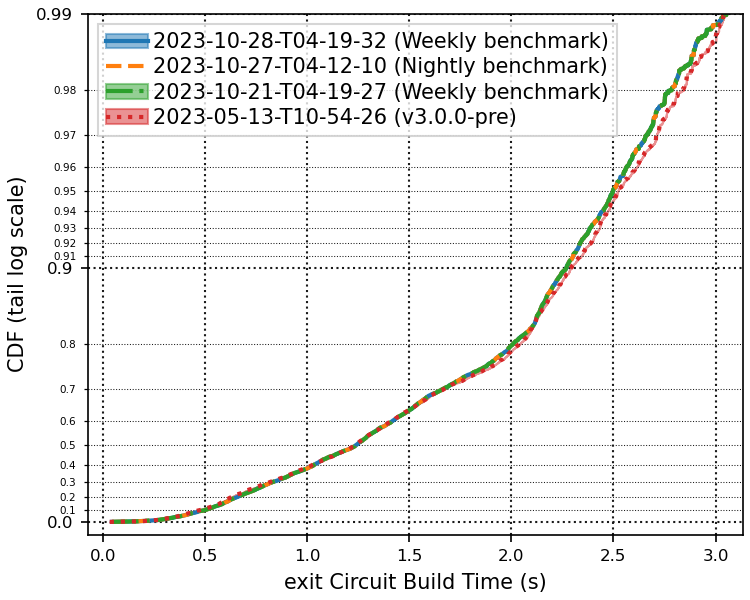 0.99
2023-10-28-T04-19-32 (Weekly benchmark)
2023-10-27-T04-12-10 (Nightly benchmark)
2023-10-21-T04-19-27 (Weekly benchmark)
2023-05-13-T10-54-26 (v3.0.0-pre)
0.98
0.97
0.96
0.95
0.94
0.93
0.92
0.91
0.9
0.8
0.7
0.6
0.5
0.4
0.3
0.2
0.1
0.0
CDF (tail log scale)
0.0 0.5 1.0 1.5 2.0 2.5 3.0
exit Circuit Build Time (s)